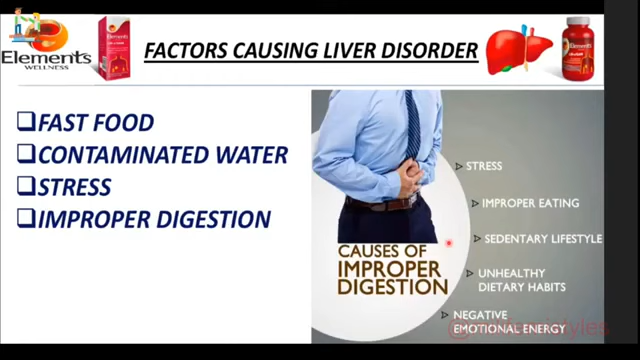 Elements
WELLNESS
FACTORS CAUSING LIVER DISORDER
Elements
FAST FOOD
CONTAMINATED WATER
STRESS
IMPROPER DIGESTION
STRESS
IMPROPER EATING
SEDENTARY LIFESTYLE
UNHEALTHY
DIETARY HABITS
NEGATIVE
EMOTIONAL ENERGY
CAUSES OF
IMPROPER
DIGESTION